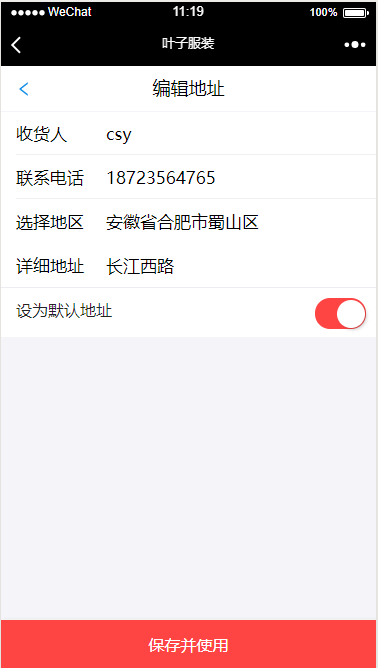 WeChat 11:19 100%
叶子服装
编辑地址
收货人 csy
联系电话 18723564765
选择地区 安徽省合肥市蜀山区
详细地址 长江西路
设为默认地址
保存并使用